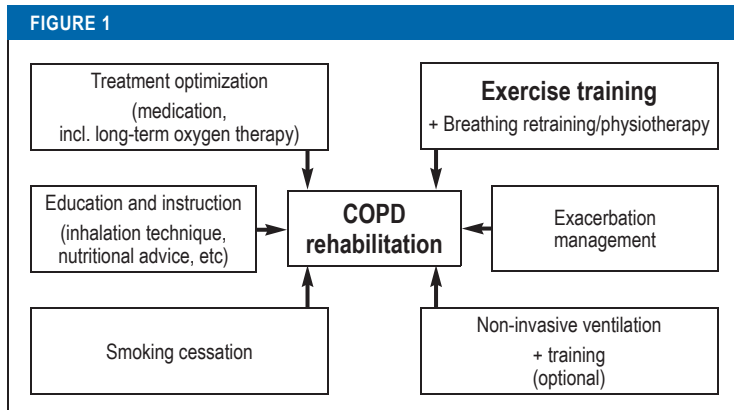 FIGURE 1
Treatment optimization
(medication,
incl. long-term oxygen therapy)
Exercise training
+ Breathing retraining/physiotherapy
Education and instruction
(inhalation technique,
nutritional advice, etc)
COPD
rehabilitation
Exacerbation
management
Smoking cessation
Non-invasive ventilation
+ training
(optional)